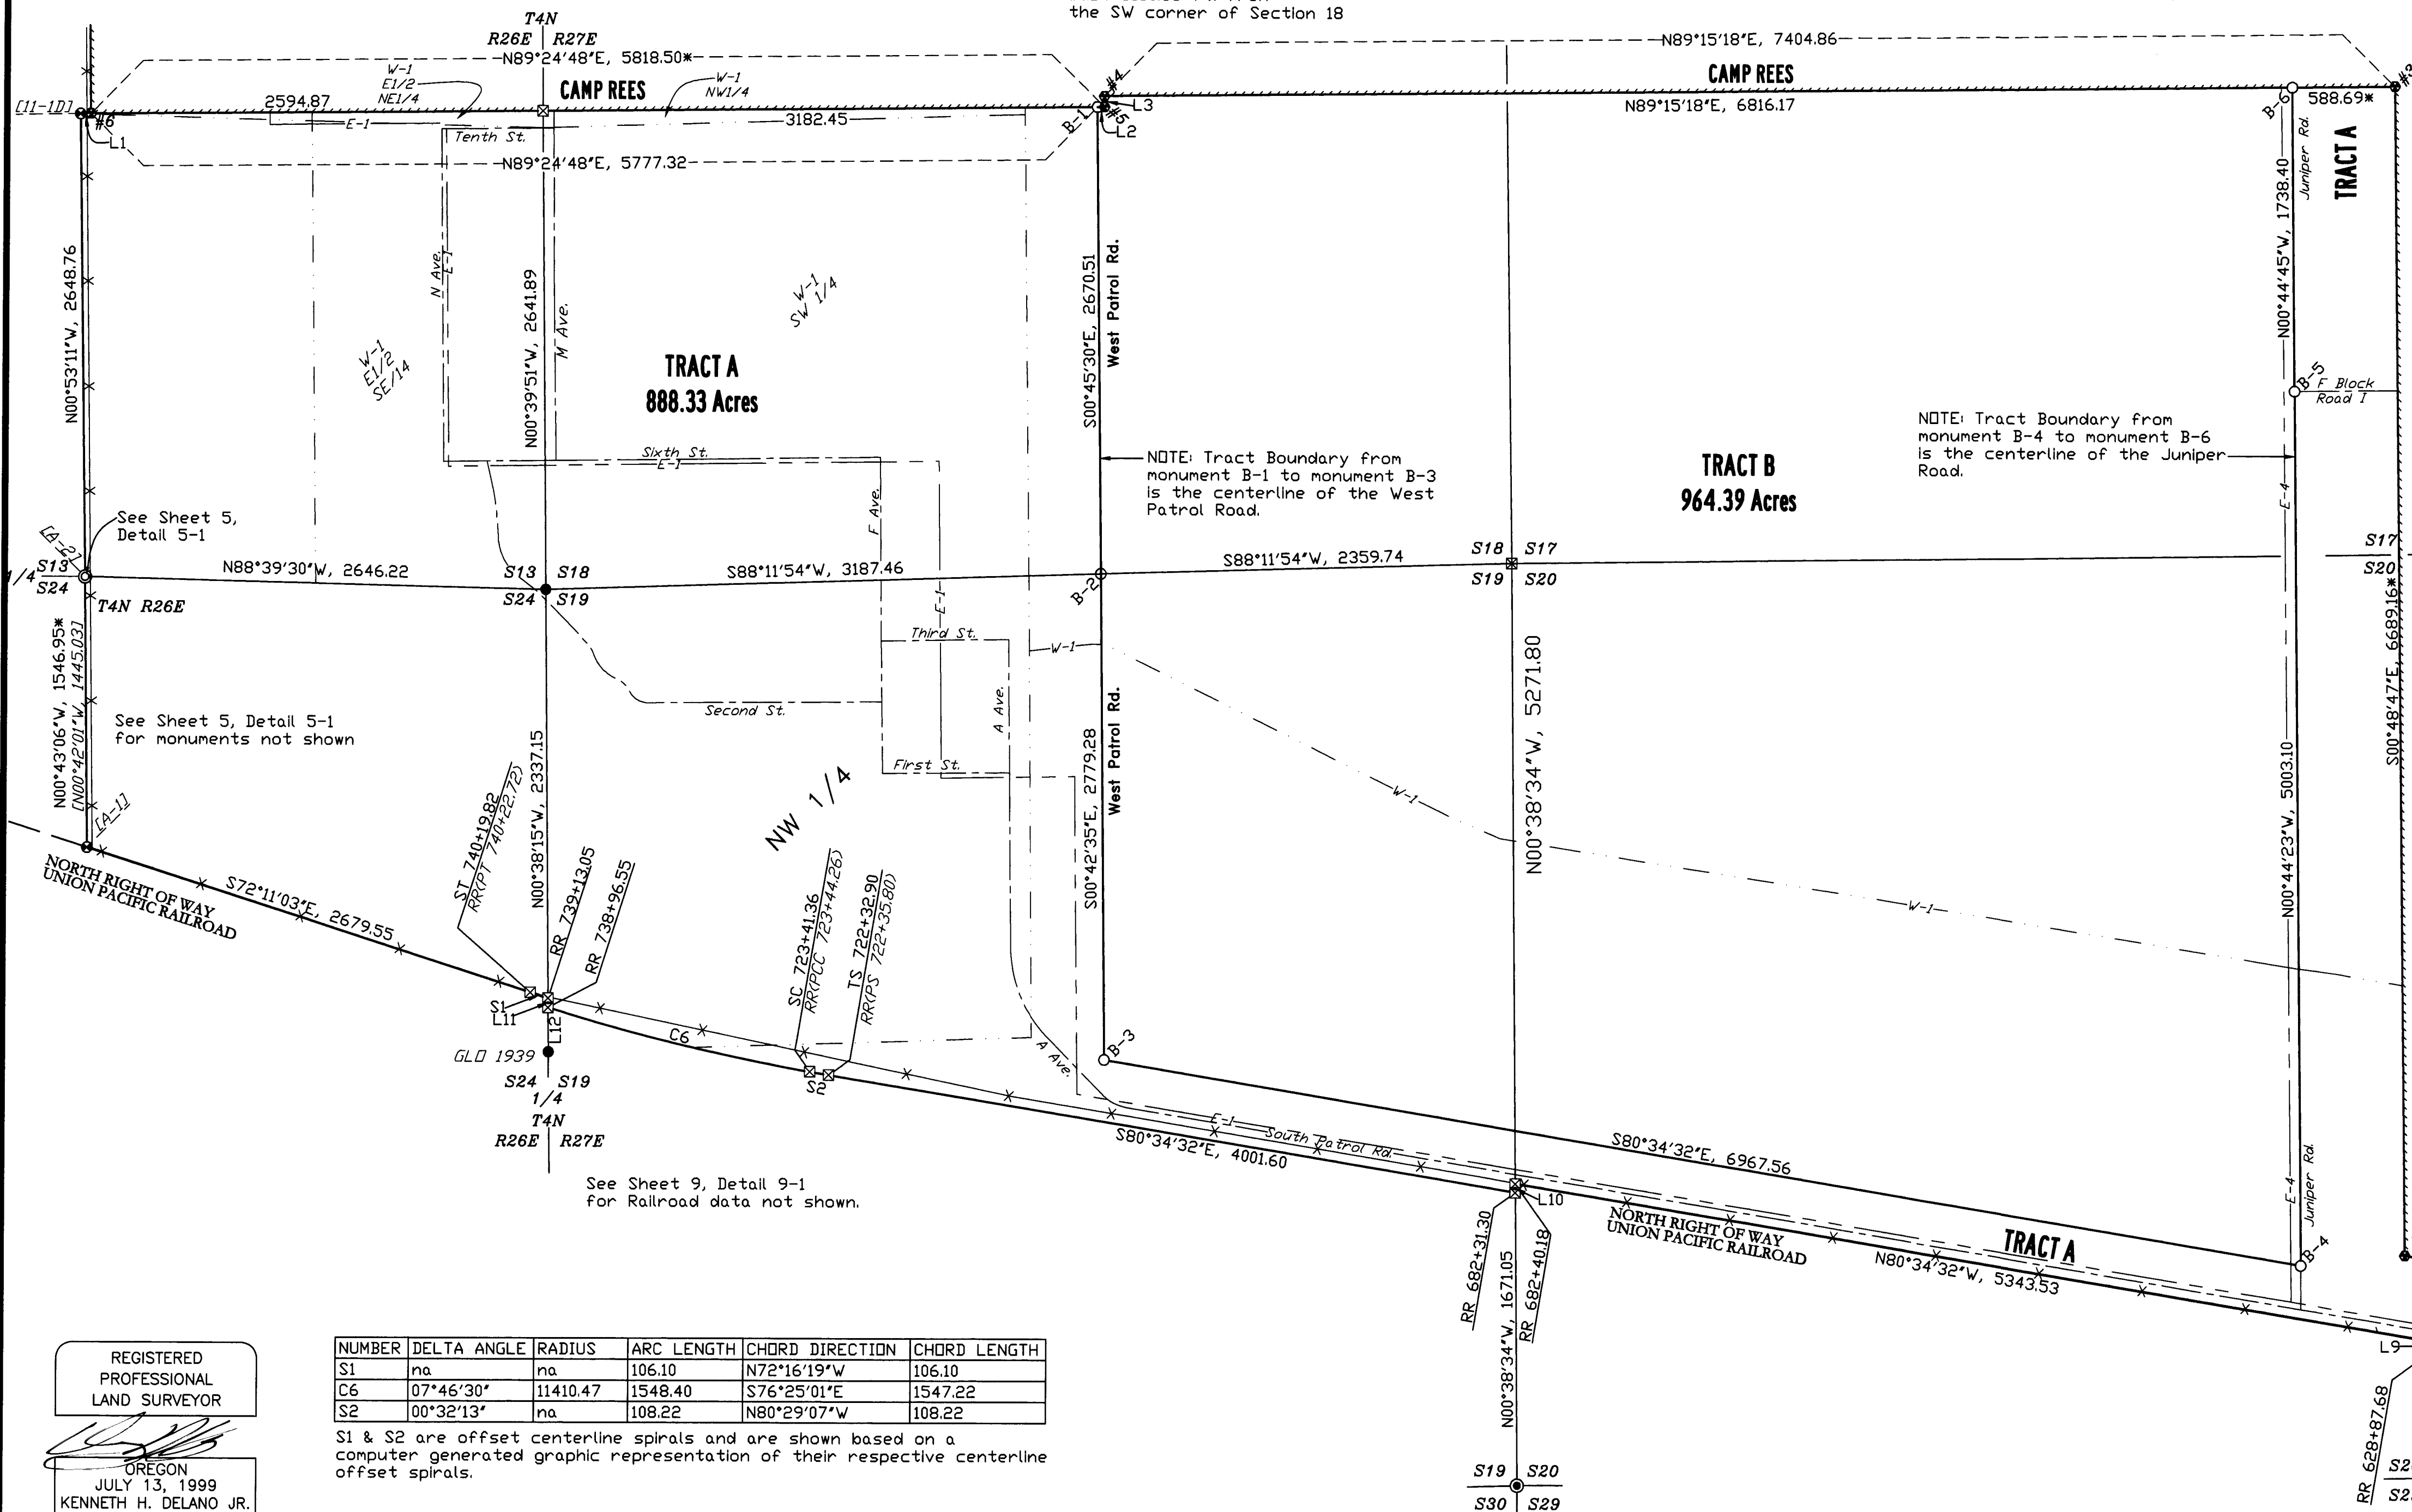 the SW corner of Section 18
T4N
R26E R27E
N89°24'48"E, 5818.50*
N89°15'18"E, 7404.86
W-1
E1/2
NE1/4
CAMP REES
W-1
NW1/4
#4
CAMP REES
#3
[11-1D]
2594.87
L3
N89°15'18"E, 6816.17
B-6
588.69*
#6
E-1
3182.45
B-1
#5
L2
L1
Tenth St.
N89°24'48"E, 5777.32
Juniper Rd.
TRACT A
N00°53'11"W, 2648.76
N Ave.
E-1
N00°39'51"W, 2641.89
M Ave.
W-1
SW 1/4
S00°45'30"E, 2670.51
West Patrol Rd.
N00°44'45"W, 1738.40
W-1
E1/2
SE/14
TRACT A
888.33 Acres
B-5
F Block
Road I
NOTE: Tract Boundary from
monument B-4 to monument B-6
is the centerline of the Juniper
Road.
Sixth St.
E-1
NOTE: Tract Boundary from
monument B-1 to monument B-3
is the centerline of the West
Patrol Road.
TRACT B
964.39 Acres
F Ave.
E-4
See Sheet 5,
Detail 5-1
[A-2]
1/4 S13
S24
N88°39'30"W, 2646.22
S13 S18
S24 S19
S88°11'54"W, 3187.46
B-2
S88°11'54"W, 2359.74
S18 S17
S19 S20
S17
S20
T4N R26E
E-1
Third St.
W-1
N00°43'06"W, 1546.95*
[N00°42'01"W, 1445.03]
Second St.
A Ave.
West Patrol Rd.
S00°42'35"E, 2779.28
N00°38'34"W, 5271.80
S00°48'47"E, 6689.16*
See Sheet 5, Detail 5-1
for monuments not shown
First St.
[A-1]
N00°38'15"W, 2337.15
NW 1/4
W-1
N00°44'23"W, 5003.10
ST 740+19.82
RR(PT 740+22.72)
RR 739+13.05
RR 738+96.55
SC 723+41.36
RR(PCC 723+44.26)
TS 722+32.90
RR(PS 722+35.80)
W-1
NORTH RIGHT OF WAY
UNION PACIFIC RAILROAD
S72°11'03"E, 2679.55
S1
L11
L12
C6
S2
A Ave.
B-3
GLO 1939
S24 S19
1/4
T4N
R26E R27E
E-1
South Patrol Rd.
S80°34'32"E, 4001.60
S80°34'32"E, 6967.56
E-4
Juniper Rd.
B-4
See Sheet 9, Detail 9-1
for Railroad data not shown.
L10
RR 682+31.30
RR 682+40.18
NORTH RIGHT OF WAY
UNION PACIFIC RAILROAD
TRACT A
N80°34'32"W, 5343.53
L9
N00°38'34"W, 1671.05
RR 628+87.68
S19 S20
S30 S29
REGISTERED
PROFESSIONAL
LAND SURVEYOR
OREGON
JULY 13, 1999
KENNETH H. DELANO JR.
NUMBER DELTA ANGLE RADIUS ARC LENGTH CHORD DIRECTION CHORD LENGTH
S1 na na 106.10 N72°16'19"W 106.10
C6 07°46'30" 11410.47 1548.40 S76°25'01"E 1547.22
S2 00°32'13" na 108.22 N80°29'07"W 108.22
S1 & S2 are offset centerline spirals and are shown based on a
computer generated graphic representation of their respective centerline
offset spirals.